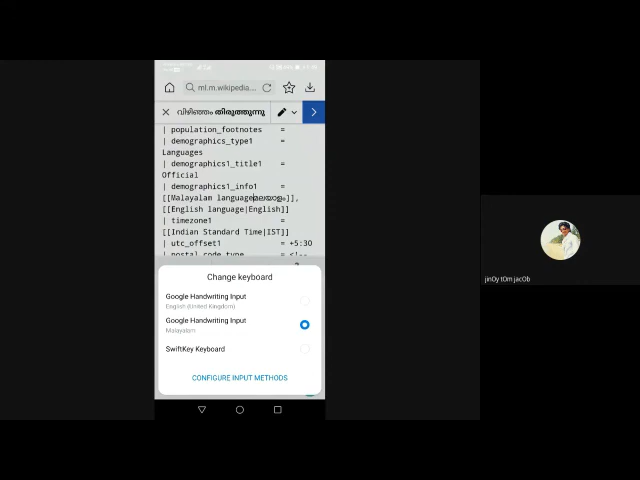 ml.m.wikipedia....
വിഴിഞ്ഞം തിരുത്തുന്നു
| population_footnotes =
| demographics_type1 =
Languages
| demographics1_title1 =
Official
| demographics1_info1 =
[[Malayalam language|മലയാളം]],
[[English language|English]]
| timezone1 =
[[Indian Standard Time|IST]]
| utc_offset1 = +5:30
| postal_code_type = <!--
Change keyboard
Google Handwriting Input
English (United Kingdom)
Google Handwriting Input
Malayalam
SwiftKey Keyboard
CONFIGURE INPUT METHODS
jin0y t0m jac0b